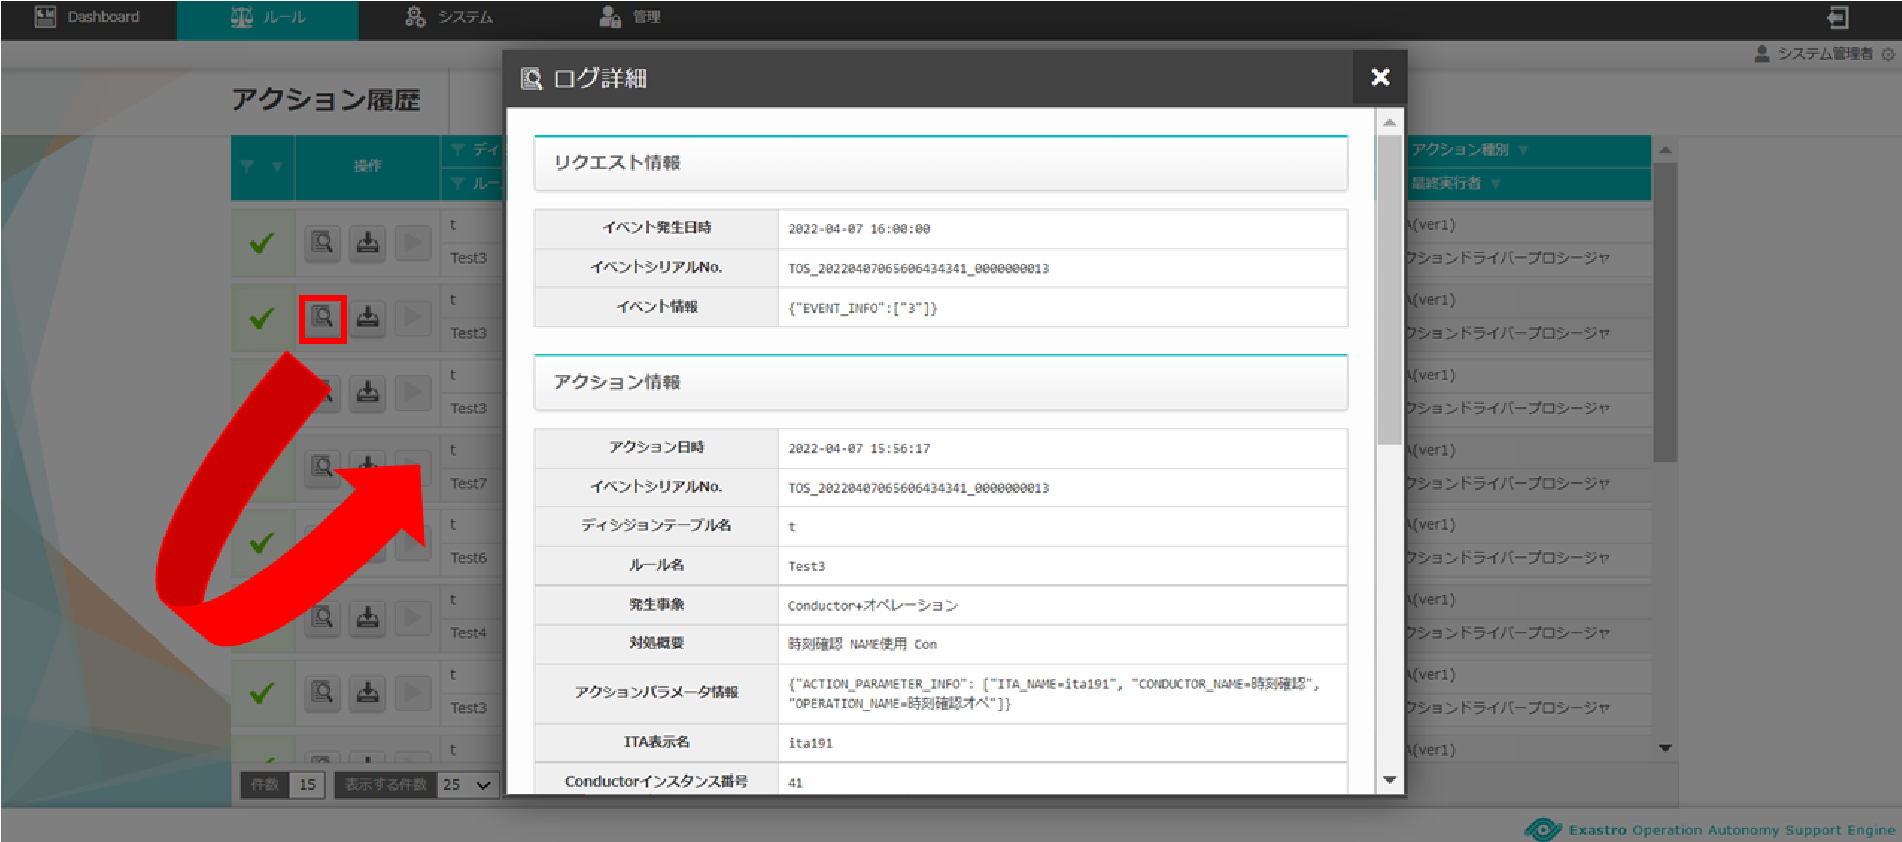 Dashboard
ルール
システム
管理
システム管理者
アクション履歴
ログ詳細
操作
ディ
ルー
アクション種別
最終実行者
リクエスト情報
イベント発生日時 2022-04-07 16:00:00
イベントシリアルNo. TOS_20220407065606434341_0000000013
イベント情報 {"EVENT_INFO":["3"]}
アクション情報
アクション日時 2022-04-07 15:56:17
イベントシリアルNo. TOS_20220407065606434341_0000000013
ディシジョンテーブル名 t
ルール名 Test3
発生事象 Conductor+オペレーション
対処概要 時刻確認 NAME使用 Con
アクションパラメータ情報 {"ACTION_PARAMETER_INFO": ["ITA_NAME=ita191", "CONDUCTOR_NAME=時刻確認",
"OPERATION_NAME=時刻確認オペ"]}
ITA表示名 ita191
Conductorインスタンス番号 41
t
Test3
t
Test3
t
Test3
t
Test7
t
Test6
t
Test4
t
Test3
t
A(ver1)
クションドライバープロシージャ
A(ver1)
クションドライバープロシージャ
A(ver1)
クションドライバープロシージャ
A(ver1)
クションドライバープロシージャ
A(ver1)
クションドライバープロシージャ
A(ver1)
クションドライバープロシージャ
A(ver1)
クションドライバープロシージャ
A(ver1)
件数 15 表示する件数 25
Exastro Operation Autonomy Support Engine